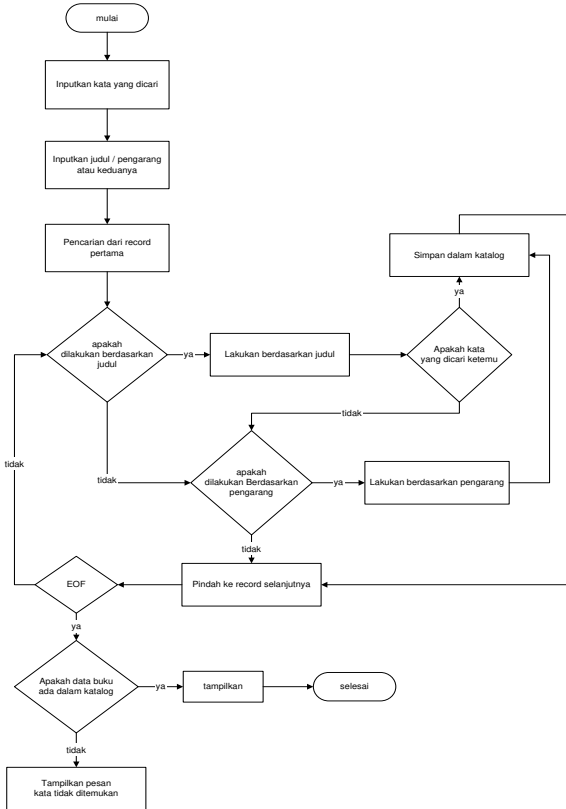 mulai
Inputkan kata yang dicari
Inputkan judul / pengarang
atau keduanya
Pencarian dari record
pertama
Simpan dalam katalog
ya
apakah
dilakukan berdasarkan
judul
ya
Lakukan berdasarkan judul
Apakah kata
yang dicari ketemu
tidak
tidak
tidak
apakah
dilakukan Berdasarkan
pengarang
ya
Lakukan berdasarkan pengarang
tidak
EOF
Pindah ke record selanjutnya
ya
Apakah data buku
ada dalam katalog
ya
tampilkan
selesai
tidak
Tampilkan pesan
kata tidak ditemukan